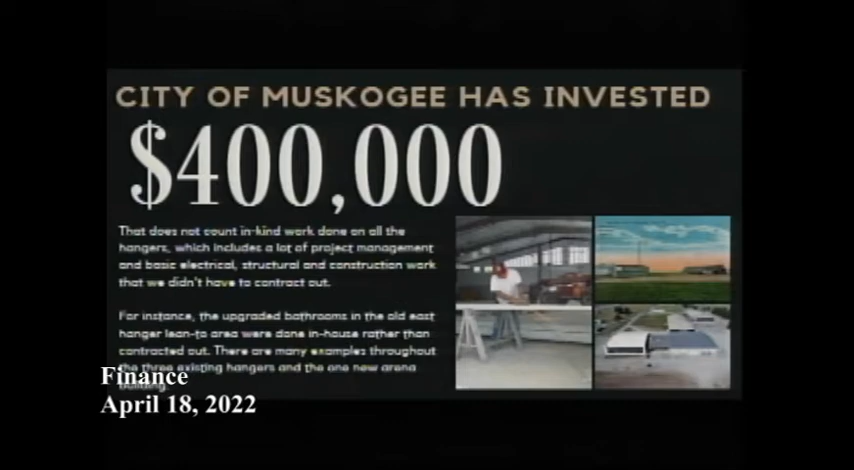 CITY OF MUSKOGEE HAS INVESTED
$400,000
That does not count in-kind work done on all the
hangers, which includes a lot of project management
and basic electrical, structural and construction work
that we didn't have to contract out.
For instance, the upgraded bathrooms in the old east
hanger lean-to area were done in-house rather than
contracted out. There are many examples throughout
the three existing hangers and the one new arena
building.
Finance
April 18, 2022